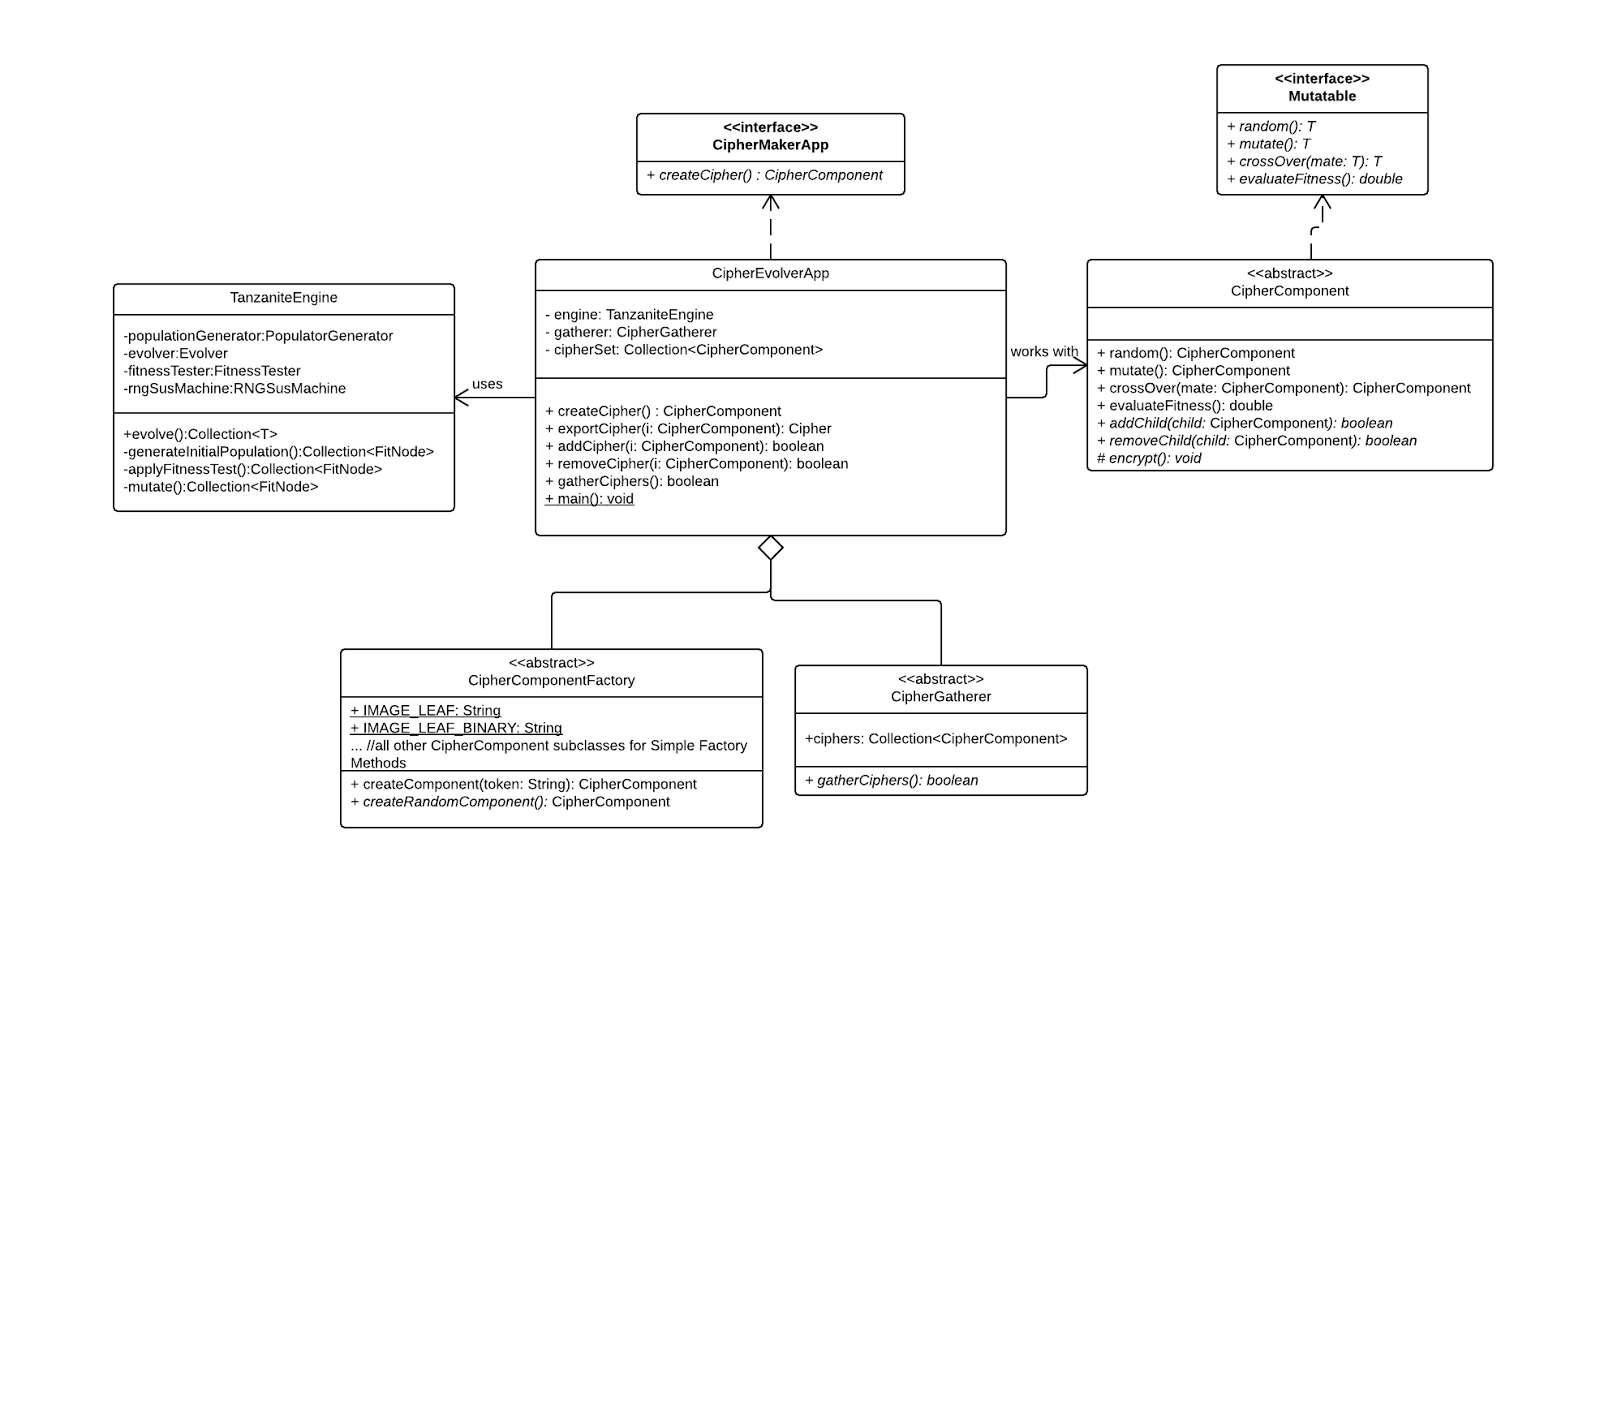 <<interface>>
Mutatable
+ random(): T
+ mutate(): T
+ crossOver(mate: T): T
+ evaluateFitness(): double
<<interface>>
CipherMakerApp
+ createCipher() : CipherComponent
TanzaniteEngine
-populationGenerator:PopulatorGenerator
-evolver:Evolver
-fitnessTester:FitnessTester
-rngSusMachine:RNGSusMachine
+evolve():Collection<T>
-generateInitialPopulation():Collection<FitNode>
-applyFitnessTest():Collection<FitNode>
-mutate():Collection<FitNode>
uses
CipherEvolverApp
- engine: TanzaniteEngine
- gatherer: CipherGatherer
- cipherSet: Collection<CipherComponent>
+ createCipher() : CipherComponent
+ exportCipher(i: CipherComponent): Cipher
+ addCipher(i: CipherComponent): boolean
+ removeCipher(i: CipherComponent): boolean
+ gatherCiphers(): boolean
+ main(): void
works with
<<abstract>>
CipherComponent
+ random(): CipherComponent
+ mutate(): CipherComponent
+ crossOver(mate: CipherComponent): CipherComponent
+ evaluateFitness(): double
+ addChild(child: CipherComponent): boolean
+ removeChild(child: CipherComponent): boolean
# encrypt(): void
<<abstract>>
CipherComponentFactory
+ IMAGE_LEAF: String
+ IMAGE_LEAF_BINARY: String
... //all other CipherComponent subclasses for Simple Factory
Methods
+ createComponent(token: String): CipherComponent
+ createRandomComponent(): CipherComponent
<<abstract>>
CipherGatherer
+ciphers: Collection<CipherComponent>
+ gatherCiphers(): boolean